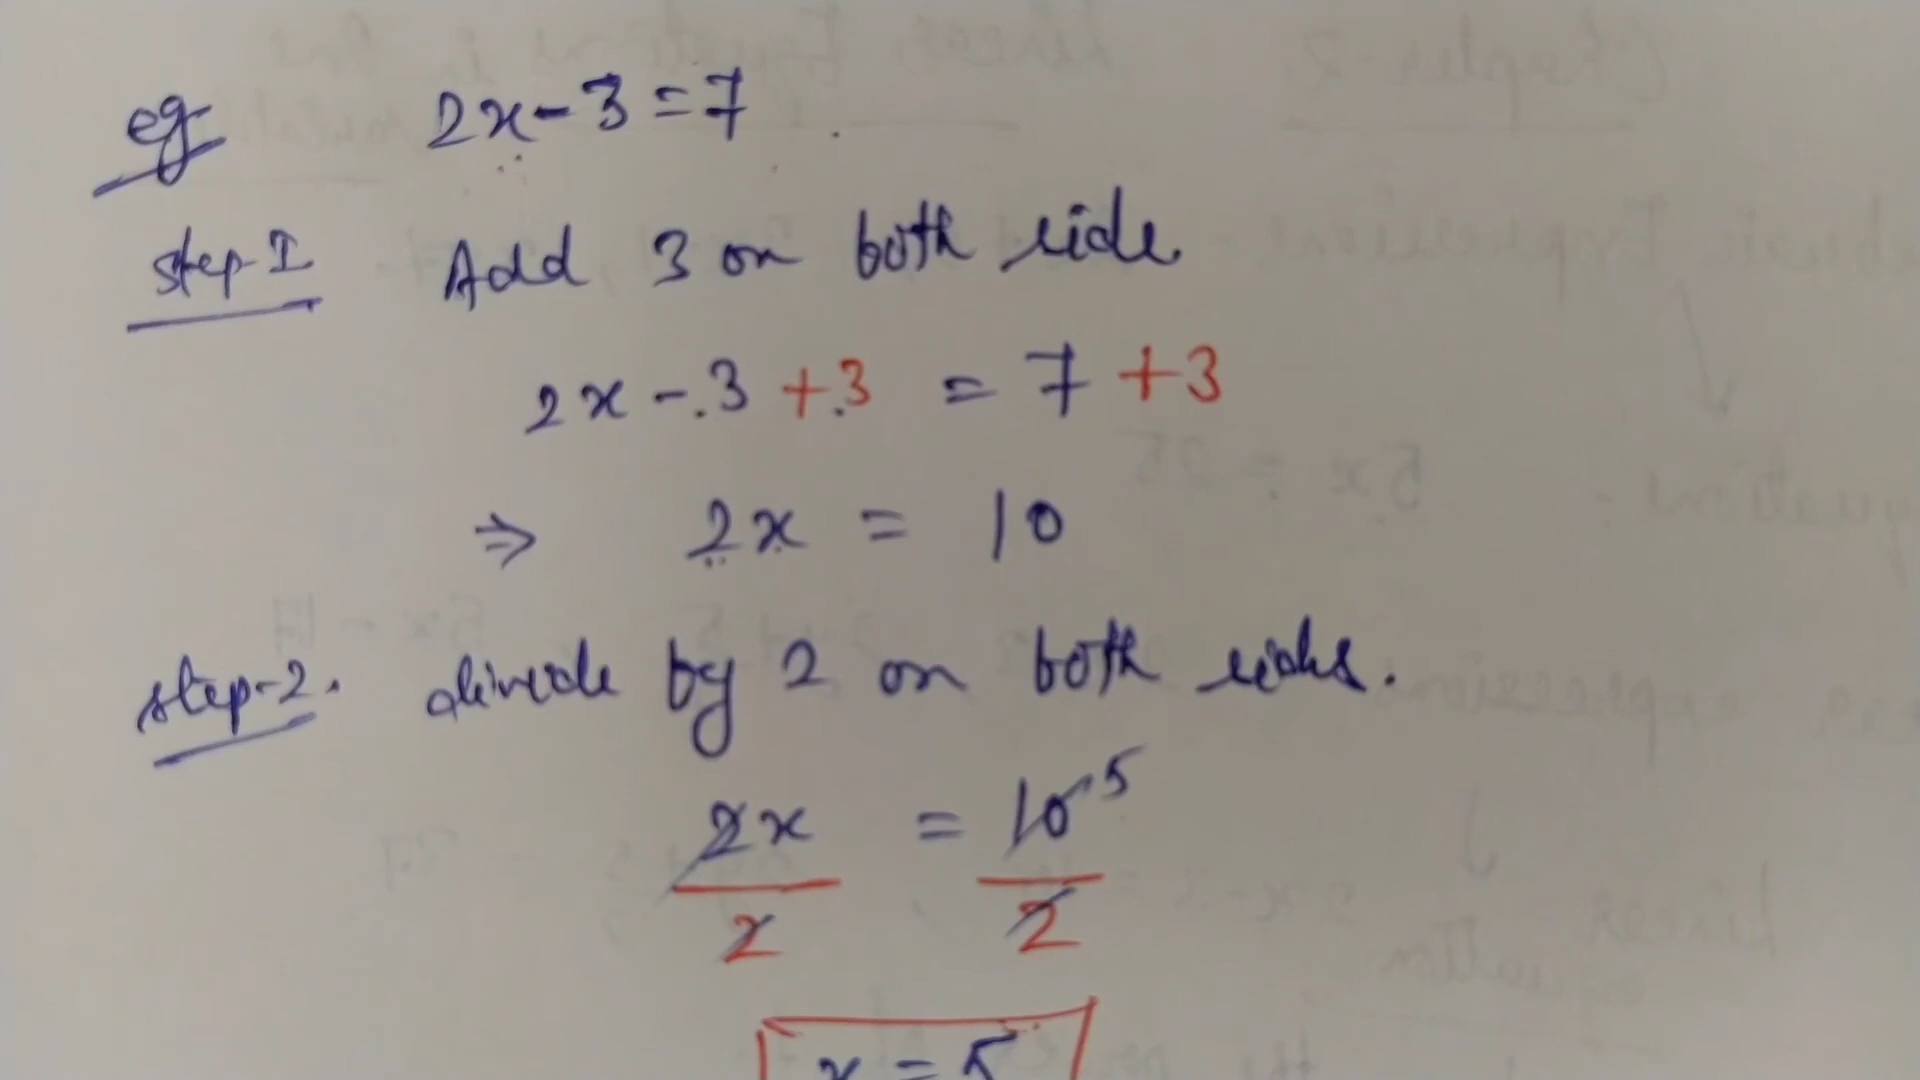 eg 2x - 3 = 7
step-I Add 3 on both side
2x - 3 + 3 = 7 + 3
⇒ 2x = 10
step-2. divide by 2 on both sides.
2x/2 = 10/2 5
x = 5